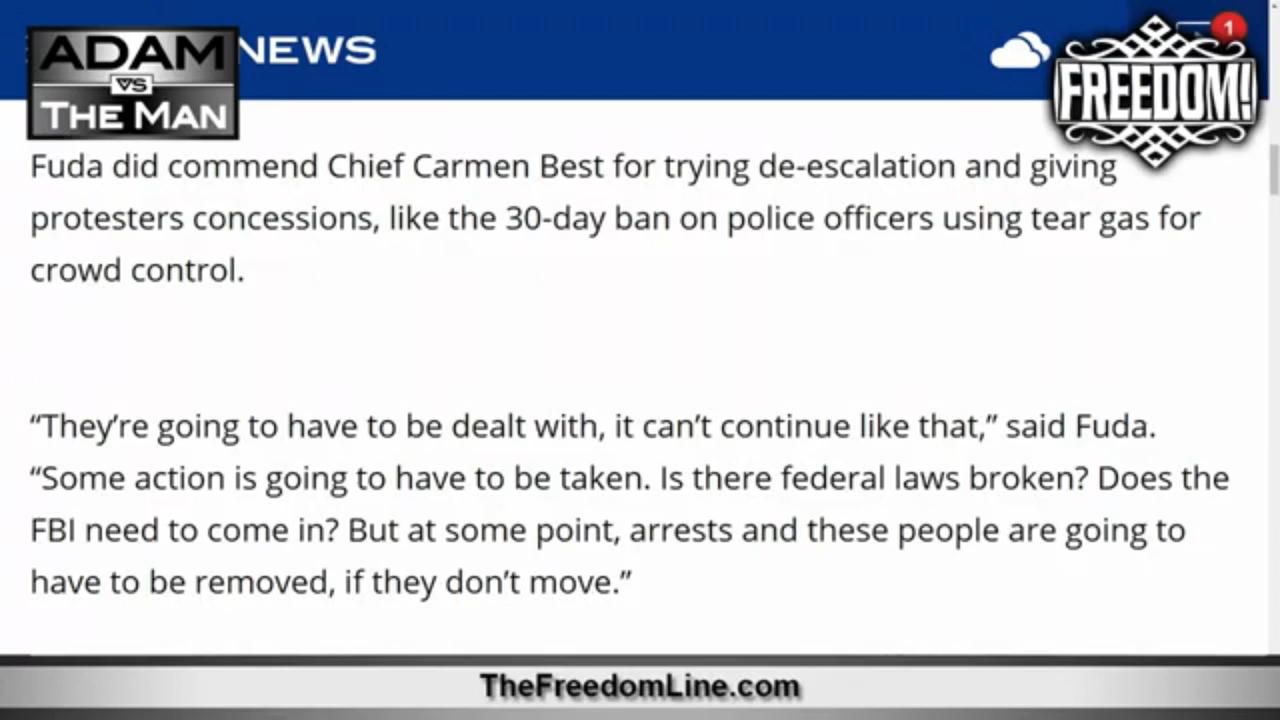 ADAM
VS
THE MAN
NEWS
1
FREEDOM!
Fuda did commend Chief Carmen Best for trying de-escalation and giving
protesters concessions, like the 30-day ban on police officers using tear gas for
crowd control.
“They’re going to have to be dealt with, it can’t continue like that,” said Fuda.
“Some action is going to have to be taken. Is there federal laws broken? Does the
FBI need to come in? But at some point, arrests and these people are going to
have to be removed, if they don’t move.”
TheFreedomLine.com